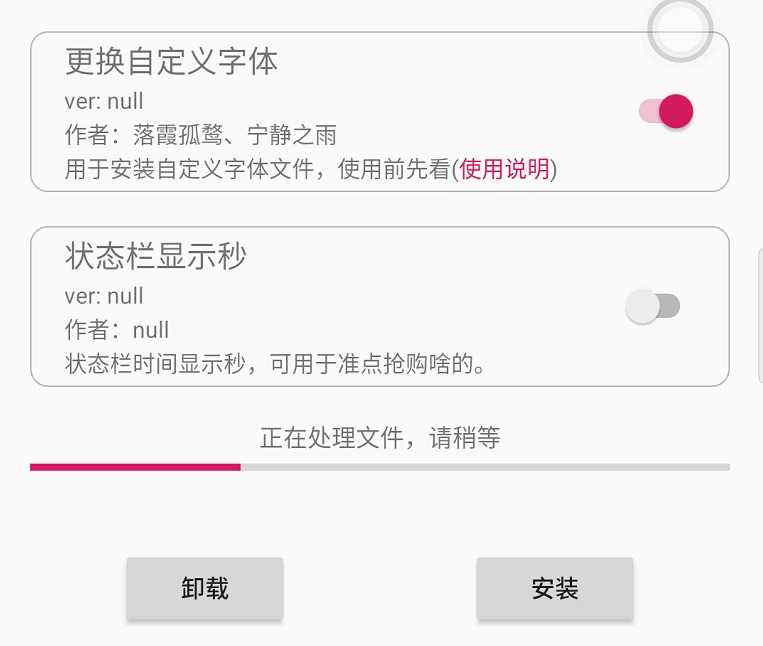 更换自定义字体
ver: null
作者：落霞孤鹜、宁静之雨
用于安装自定义字体文件，使用前先看(使用说明)
状态栏显示秒
ver: null
作者：null
状态栏时间显示秒，可用于准点抢购啥的。
正在处理文件，请稍等
卸载
安装